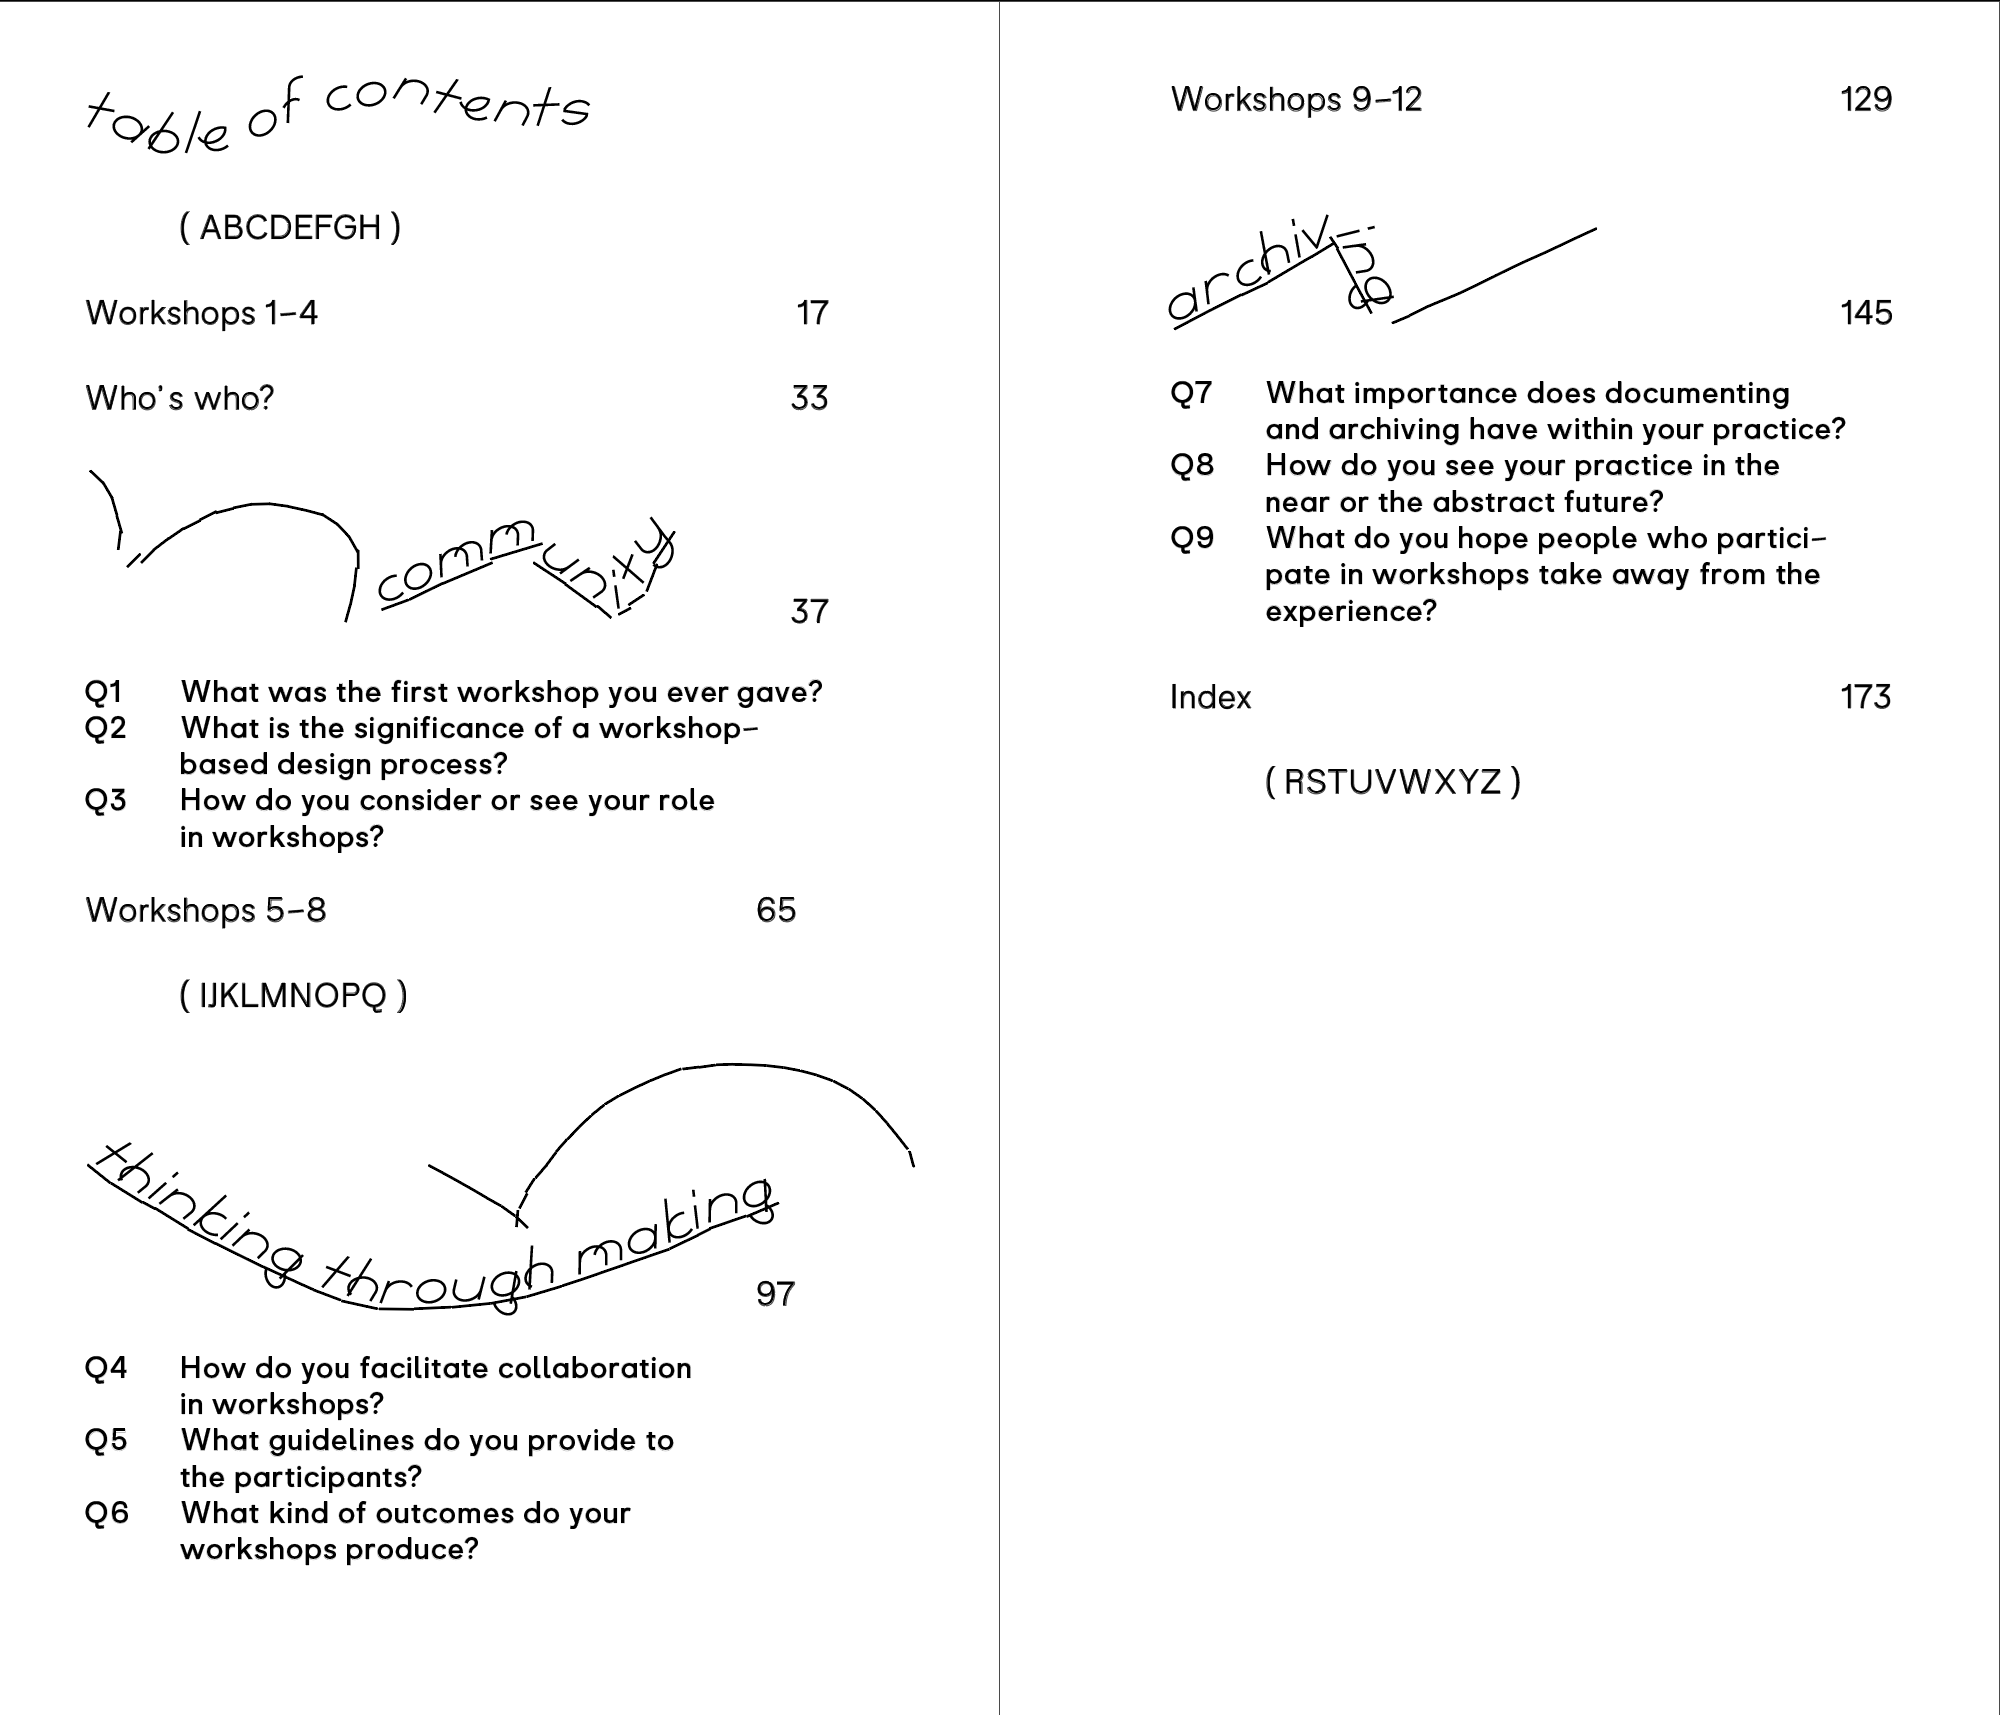 table of contents
( ABCDEFGH )
Workshops 1–4 17
Who's who? 33
community 37
Q1 What was the first workshop you ever gave?
Q2 What is the significance of a workshop–
based design process?
Q3 How do you consider or see your role
in workshops?
Workshops 5–8 65
( IJKLMNOPQ )
thinking through making 97
Q4 How do you facilitate collaboration
in workshops?
Q5 What guidelines do you provide to
the participants?
Q6 What kind of outcomes do your
workshops produce?
Workshops 9–12 129
archiving 145
Q7 What importance does documenting
and archiving have within your practice?
Q8 How do you see your practice in the
near or the abstract future?
Q9 What do you hope people who partici–
pate in workshops take away from the
experience?
Index 173
( RSTUVWXYZ )